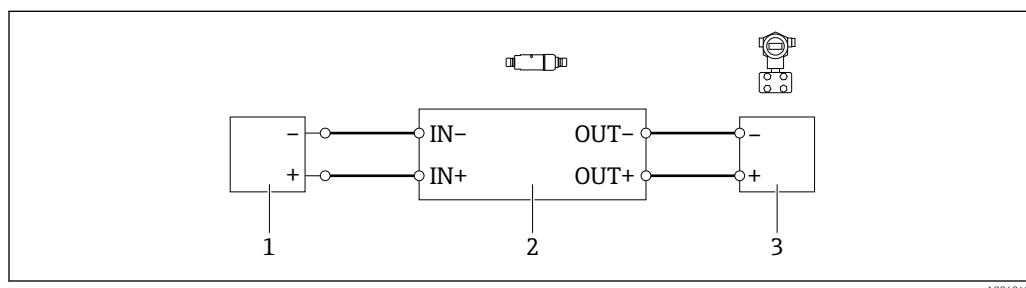 − IN− OUT− −
+ IN+ OUT+ +
1 2 3